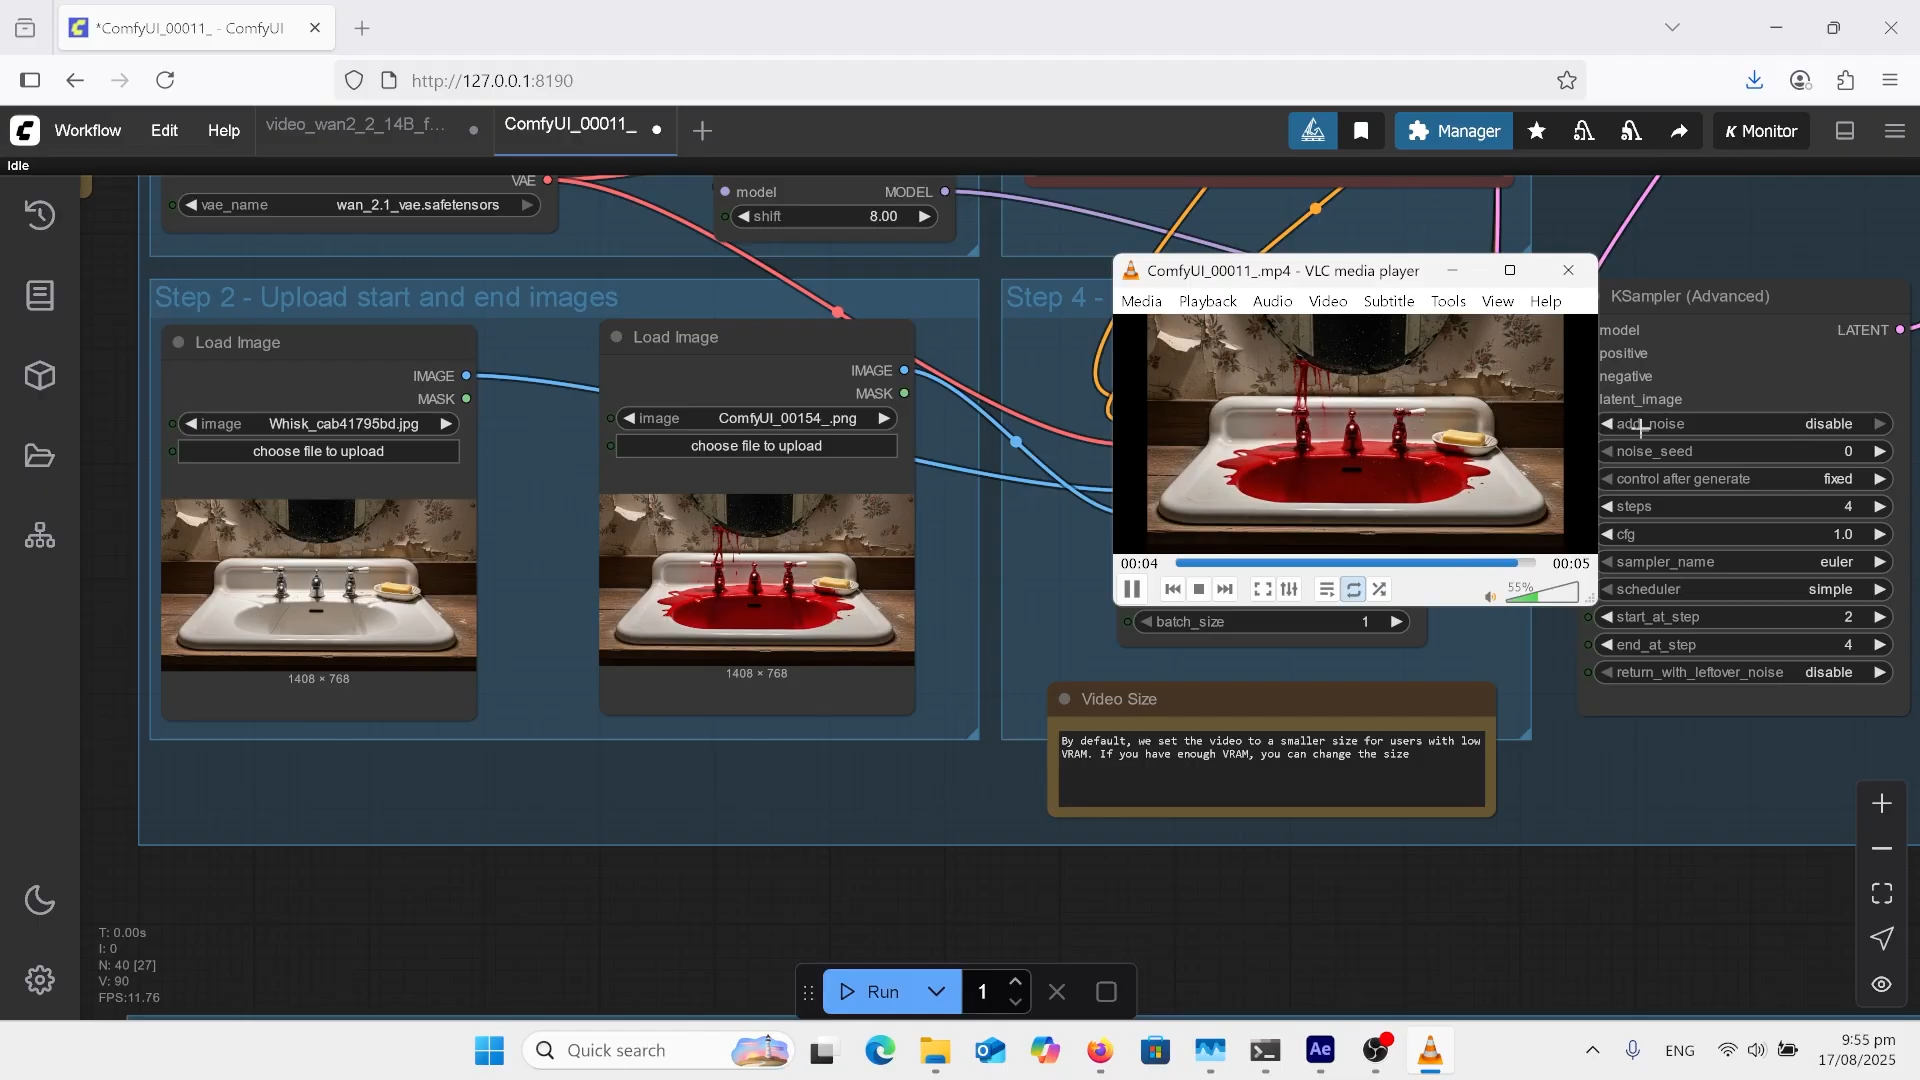 *ComfyUI_00011_ - ComfyUI
http://127.0.0.1:8190
Workflow Edit Help video_wan2_2_14B_f... ComfyUI_00011_ Manager Monitor
Idle
VAE
vae_name wan_2.1_vae.safetensors
model MODEL
shift 8.00
Step 2 - Upload start and end images
Load Image
IMAGE
MASK
image Whisk_cab41795bd.jpg
choose file to upload
1408 × 768
Load Image
IMAGE
MASK
image ComfyUI_00154_.png
choose file to upload
1408 × 768
Step 4 -
ComfyUI_00011_.mp4 - VLC media player
Media Playback Audio Video Subtitle Tools View Help
00:04 00:05
55%
batch_size 1
Video Size
By default, we set the video to a smaller size for users with low
VRAM. If you have enough VRAM, you can change the size
KSampler (Advanced)
model LATENT
positive
negative
latent_image
add_noise disable
noise_seed 0
control after generate fixed
steps 4
cfg 1.0
sampler_name euler
scheduler simple
start_at_step 2
end_at_step 4
return_with_leftover_noise disable
T: 0.00s
I: 0
N: 40 [27]
V: 90
FPS:11.76
Run 1
Quick search
Ae
ENG
9:55 pm
17/08/2025